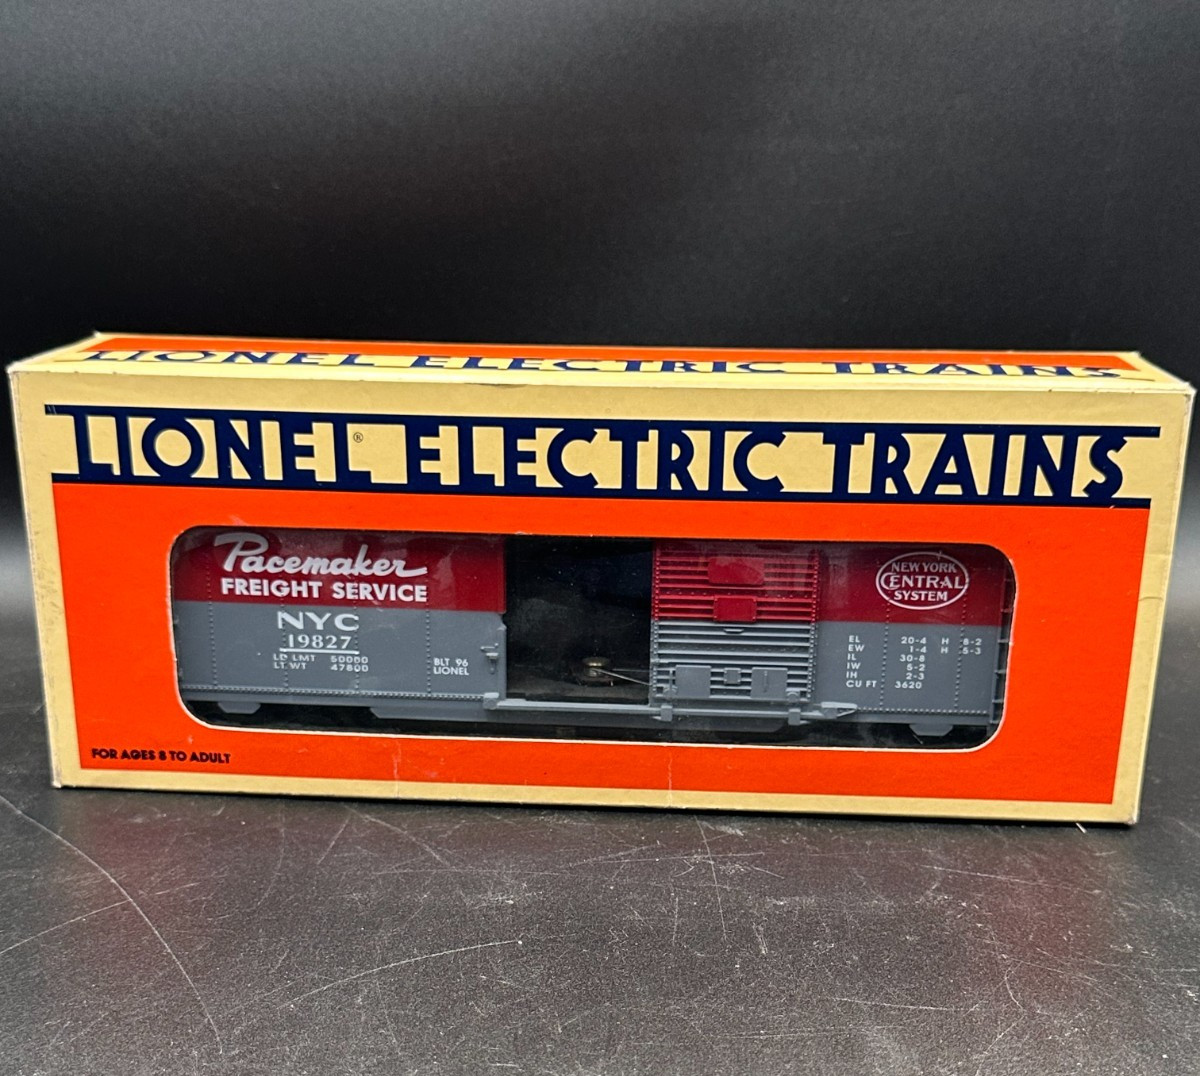 LIONEL ELECTRIC TRAINS
LIONEL® ELECTRIC TRAINS
Pacemaker
FREIGHT SERVICE
NYC
19827
LD LMT 50000
LT. WT 47800
BLT 96
LIONEL
NEW YORK
CENTRAL
SYSTEM
EL 20-4 H 8-2
EW 1-4 H 5-3
IL 30-8
IW 5-2
IH 2-3
CU FT 3620
FOR AGES 8 TO ADULT